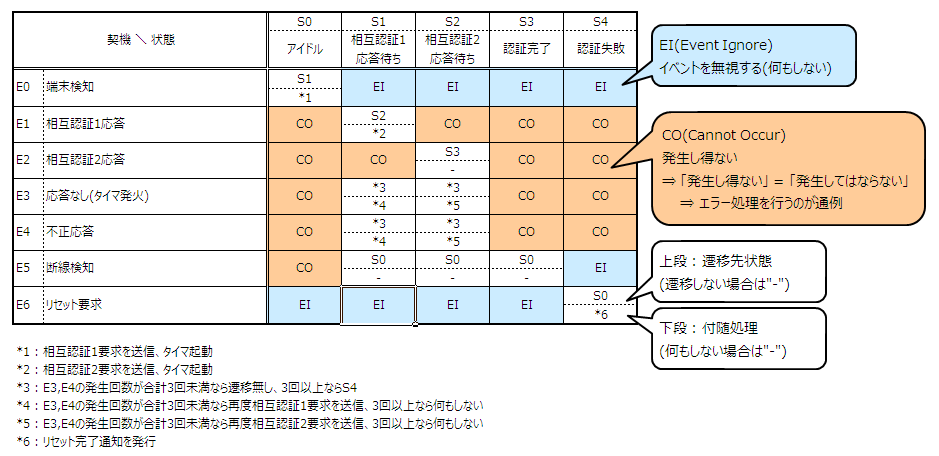 契機 ＼ 状態 S0 S1 S2 S3 S4
アイドル 相互認証1 応答待ち 相互認証2 応答待ち 認証完了 認証失敗
E0 端末検知 S1 EI EI EI EI
*1
E1 相互認証1応答 CO S2 CO CO CO
*2
E2 相互認証2応答 CO CO S3 CO CO
-
E3 応答なし(タイマ発火) CO *3 *3 CO CO
*4 *5
E4 不正応答 CO *3 *3 CO CO
*4 *5
E5 断線検知 CO S0 S0 S0 EI
- - -
E6 リセット要求 EI EI EI EI S0
*6
EI(Event Ignore)
イベントを無視する(何もしない)
CO(Cannot Occur)
発生し得ない
⇒ 「発生し得ない」 = 「発生してはならない」
⇒ エラー処理を行うのが通例
上段 : 遷移先状態
(遷移しない場合は"-")
下段 : 付随処理
(何もしない場合は"-")
*1 : 相互認証1要求を送信、タイマ起動
*2 : 相互認証2要求を送信、タイマ起動
*3 : E3,E4の発生回数が合計3回未満なら遷移無し、3回以上ならS4
*4 : E3,E4の発生回数が合計3回未満なら再度相互認証1要求を送信、3回以上なら何もしない
*5 : E3,E4の発生回数が合計3回未満なら再度相互認証2要求を送信、3回以上なら何もしない
*6 : リセット完了通知を発行